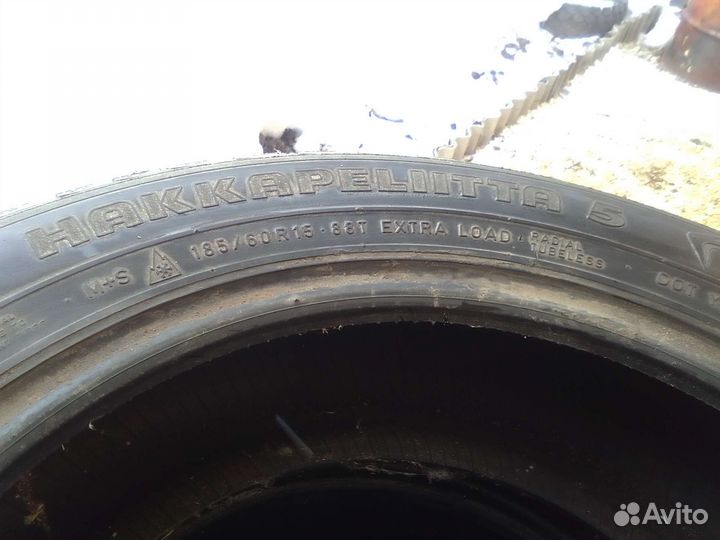 HAKKAPELIITTA 5
M+S 185/60R15 · 88T EXTRA LOAD RADIAL
TUBELESS
DOT
Avito